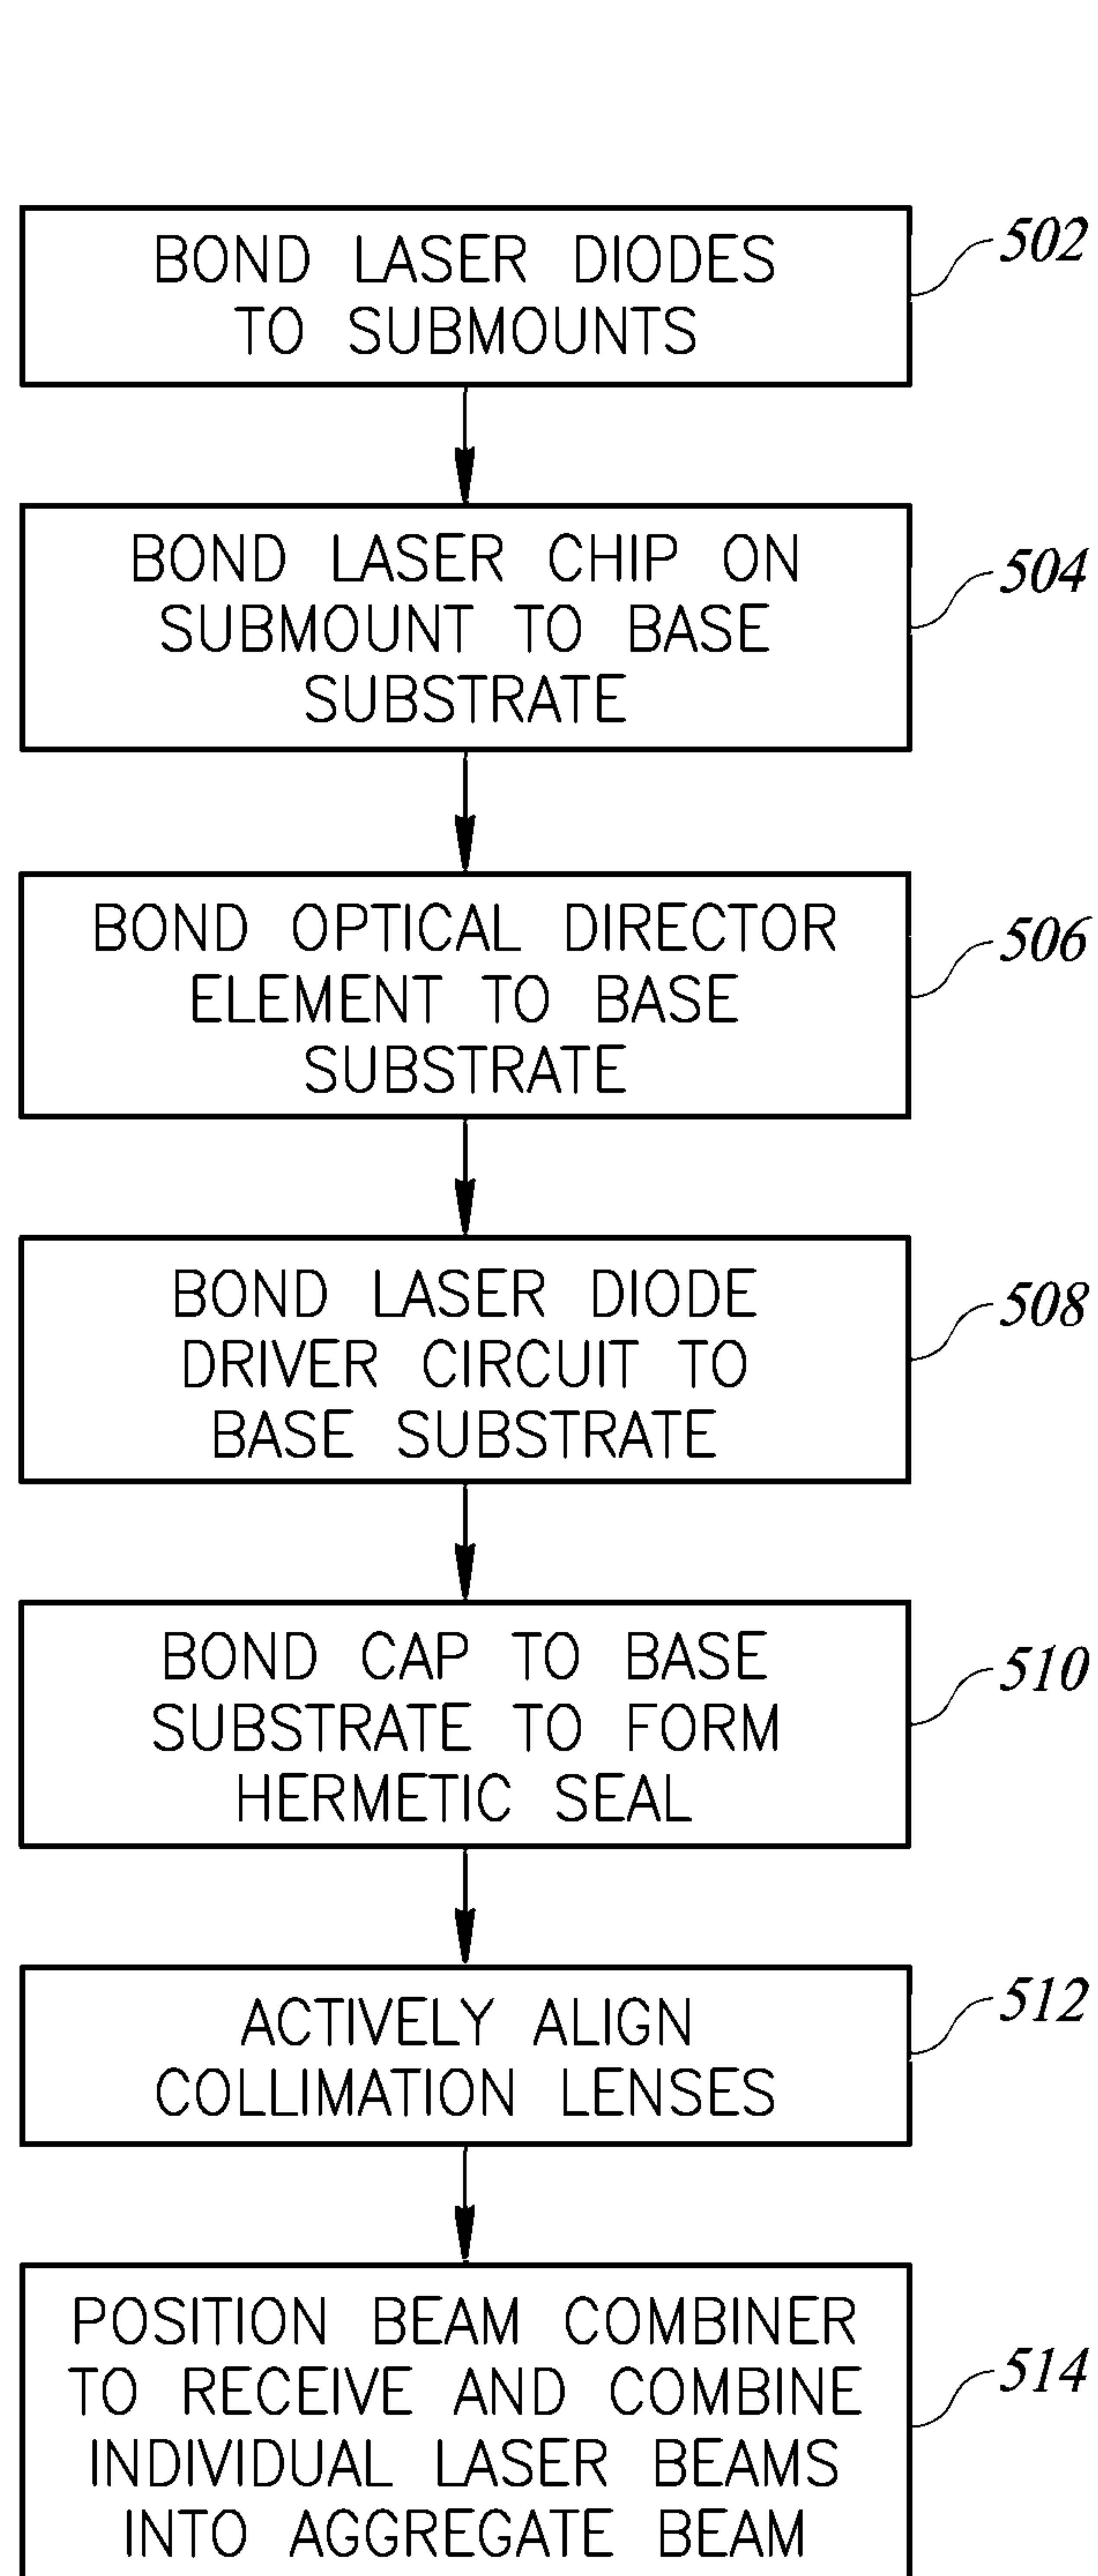 BOND LASER DIODES
TO SUBMOUNTS
502
BOND LASER CHIP ON
SUBMOUNT TO BASE
SUBSTRATE
504
BOND OPTICAL DIRECTOR
ELEMENT TO BASE
SUBSTRATE
506
BOND LASER DIODE
DRIVER CIRCUIT TO
BASE SUBSTRATE
508
BOND CAP TO BASE
SUBSTRATE TO FORM
HERMETIC SEAL
510
ACTIVELY ALIGN
COLLIMATION LENSES
512
POSITION BEAM COMBINER
TO RECEIVE AND COMBINE
INDIVIDUAL LASER BEAMS
INTO AGGREGATE BEAM
514